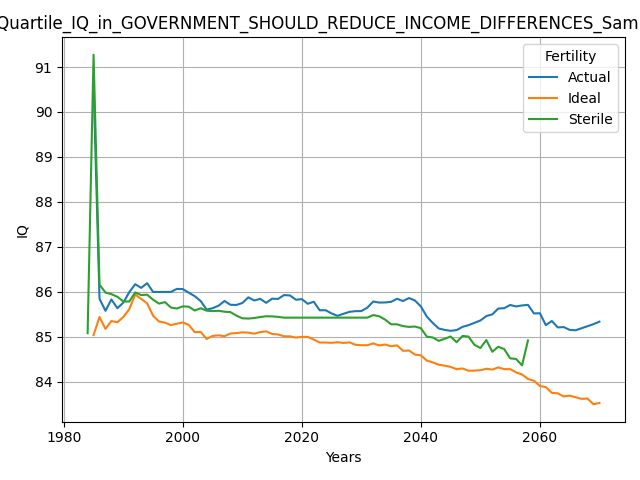 Quartile_IQ_in_GOVERNMENT_SHOULD_REDUCE_INCOME_DIFFERENCES_Sam
Fertility
Actual
Ideal
Sterile
91
90
89
88
87
86
85
84
IQ
1980 2000 2020 2040 2060
Years